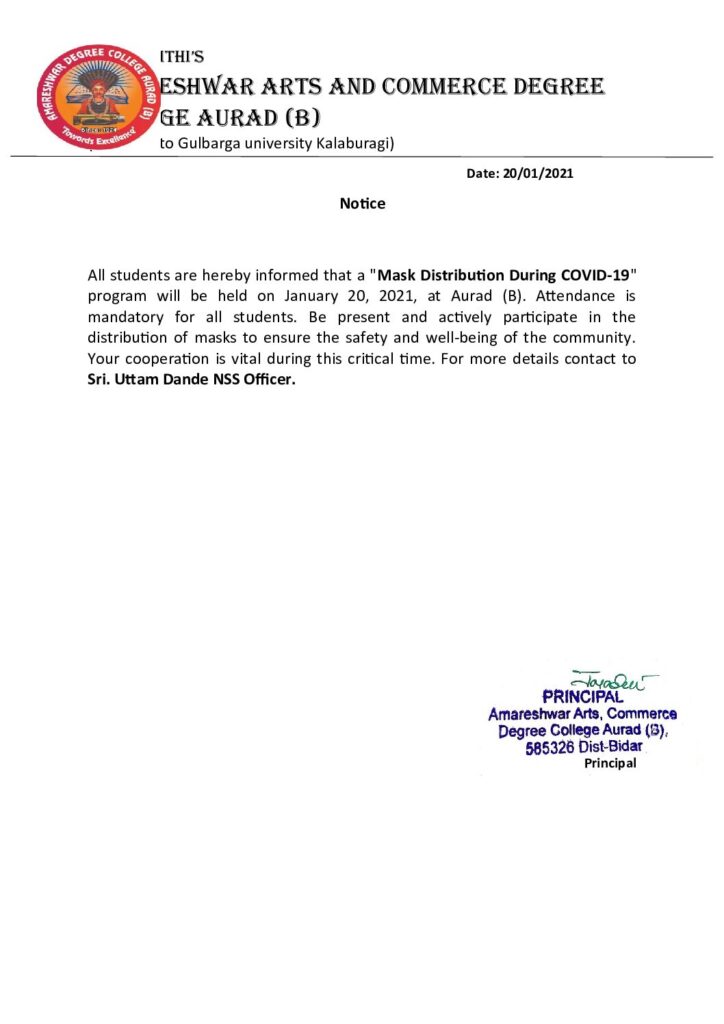 AMARESHWAR DEGREE COLLEGE AURAD (B)
"Towards Excellence"
ITHI'S
ESHWAR ARTS AND COMMERCE DEGREE
GE AURAD (B)
to Gulbarga university Kalaburagi)
Date: 20/01/2021
Notice
All students are hereby informed that a "Mask Distribution During COVID-19"
program will be held on January 20, 2021, at Aurad (B). Attendance is
mandatory for all students. Be present and actively participate in the
distribution of masks to ensure the safety and well-being of the community.
Your cooperation is vital during this critical time. For more details contact to
Sri. Uttam Dande NSS Officer.
PRINCIPAL
Amareshwar Arts, Commerce
Degree College Aurad (B),
585326 Dist-Bidar
Principal